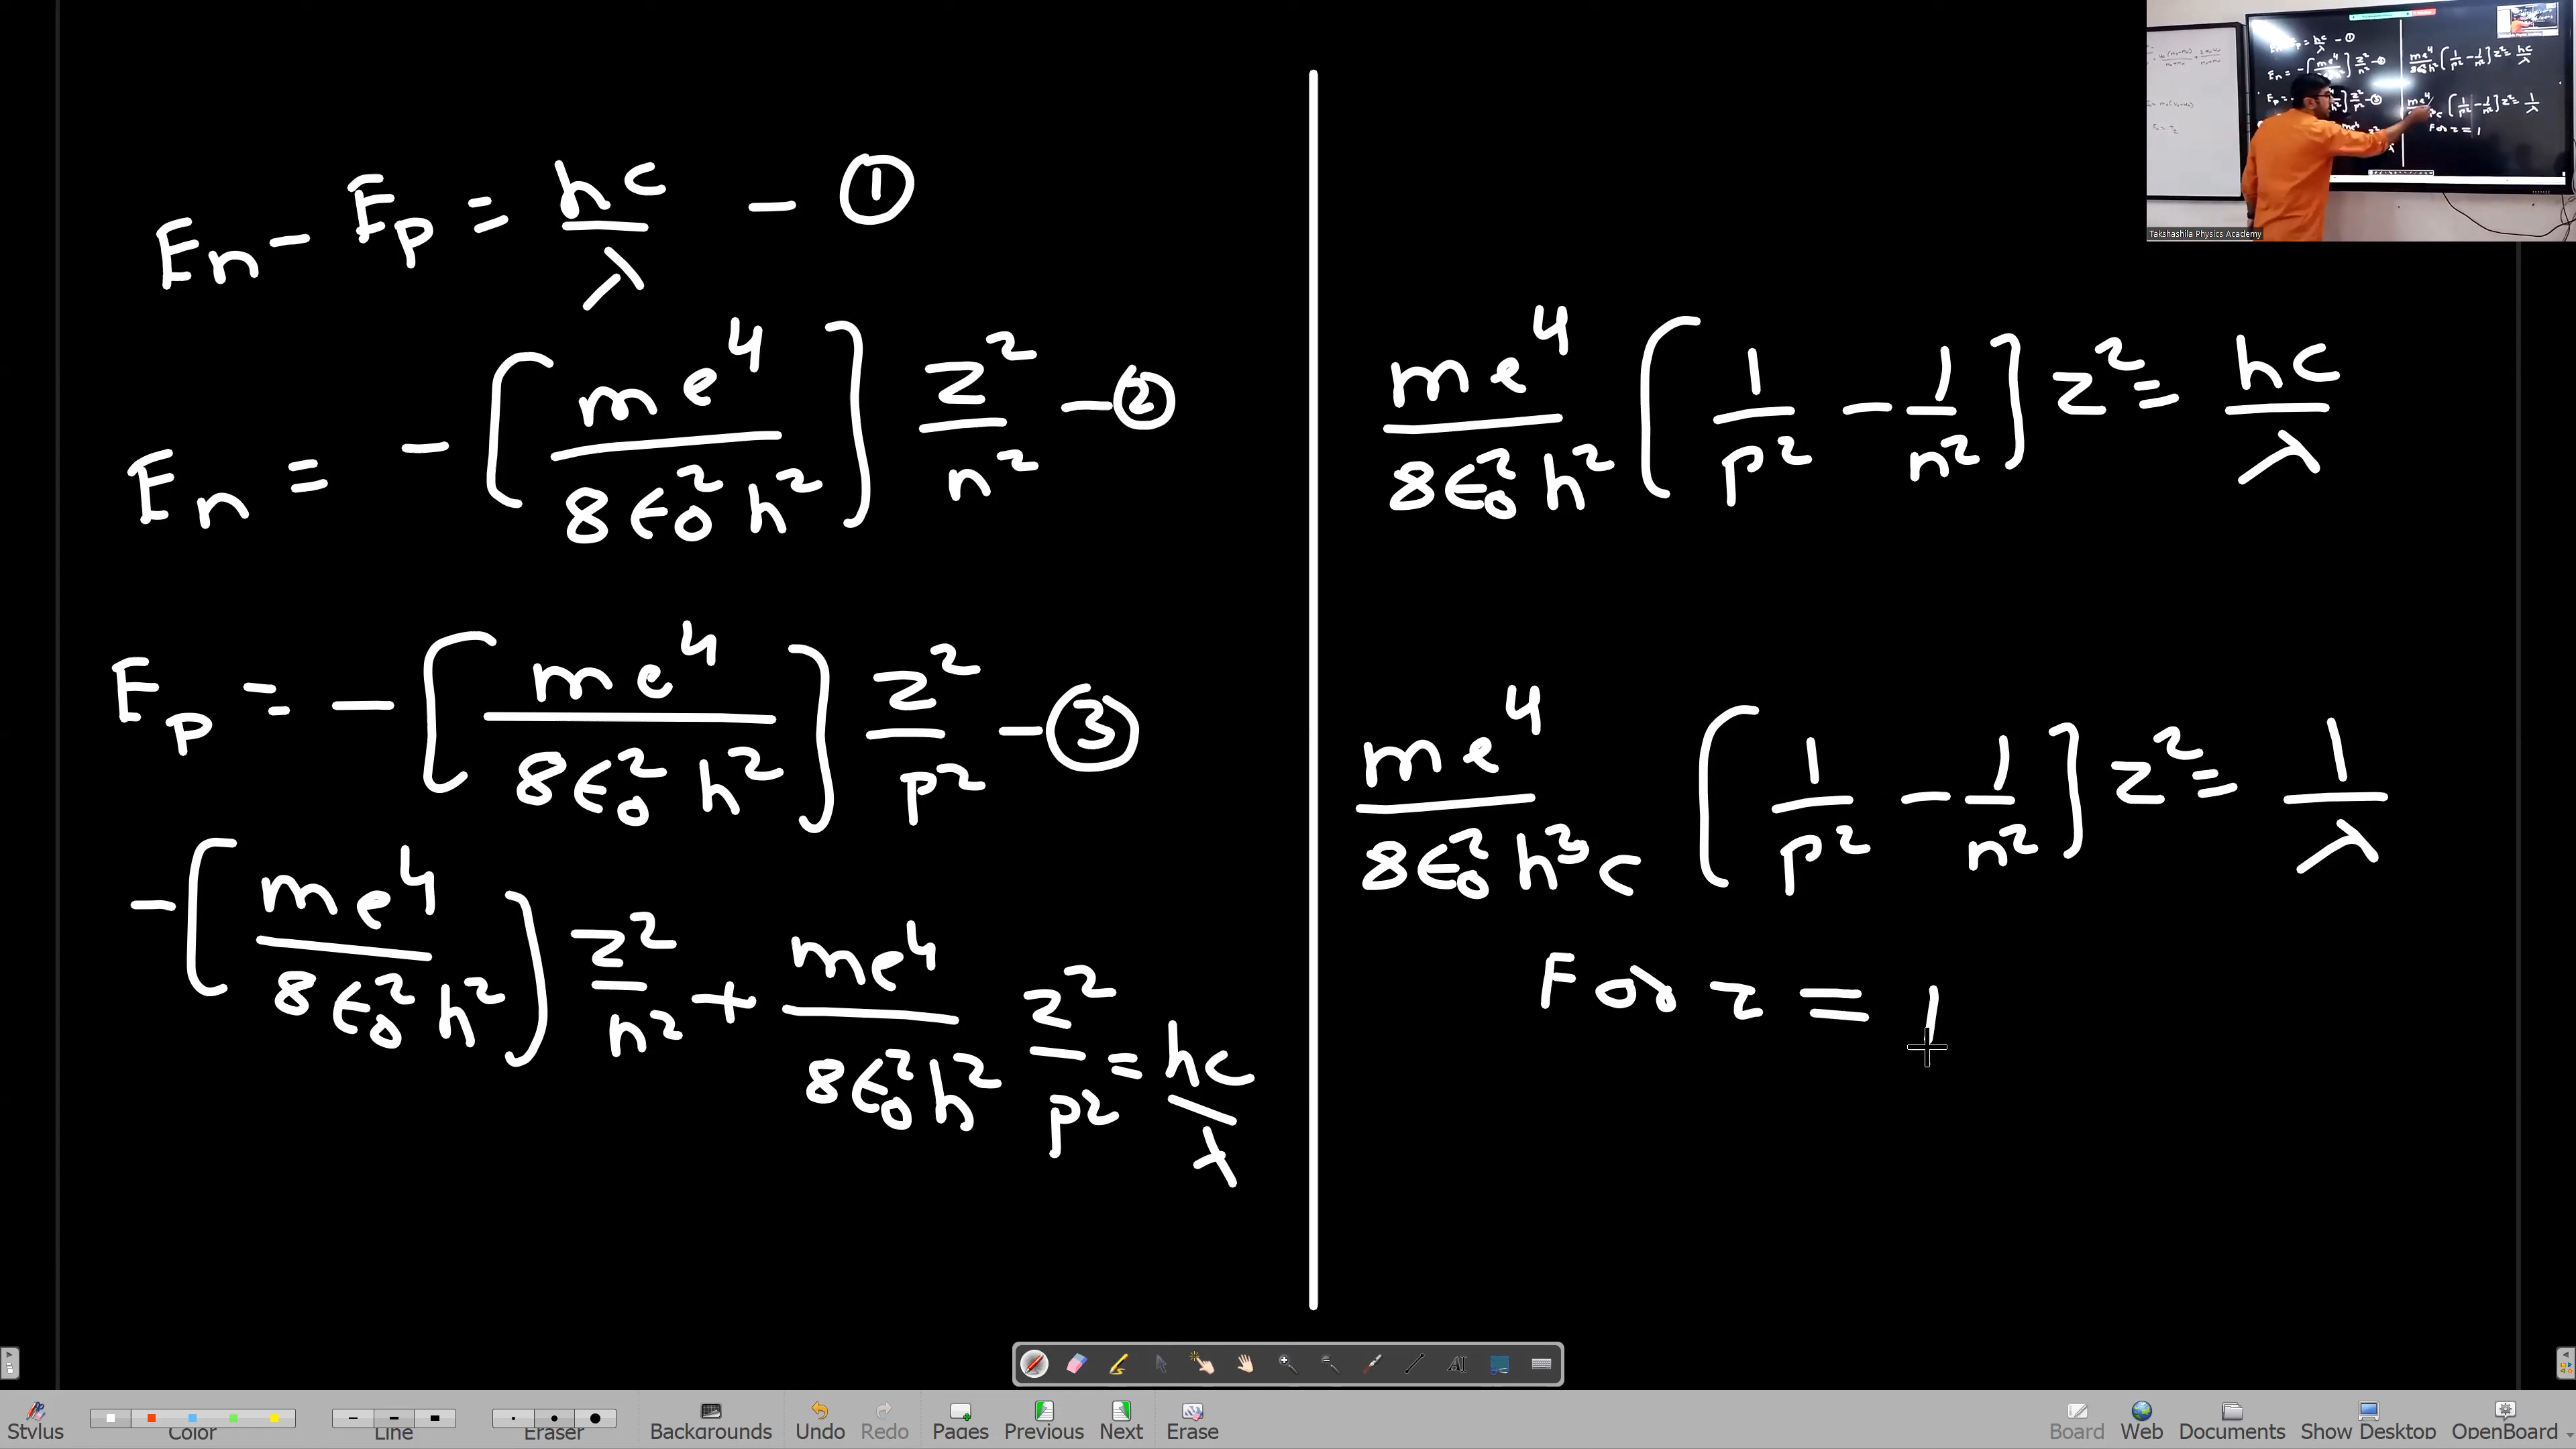 Eₙ - Eₚ = hc/λ - ①
Eₙ = - [me⁴/8ε₀²h²] z²/n² - ②
Eₚ = - [me⁴/8ε₀²h²] z²/p² - ③
- [me⁴/8ε₀²h²] z²/n² + me⁴/8ε₀²h² z²/p² = hc/λ
me⁴/8ε₀²h² [1/p² - 1/n²] z² = hc/λ
me⁴/8ε₀²h³c [1/p² - 1/n²] z² = 1/λ
For z = 1
Takshashila Physics Academy
Stylus Color Line Eraser Backgrounds Undo Redo Pages Previous Next Erase Board Web Documents Show Desktop OpenBoard